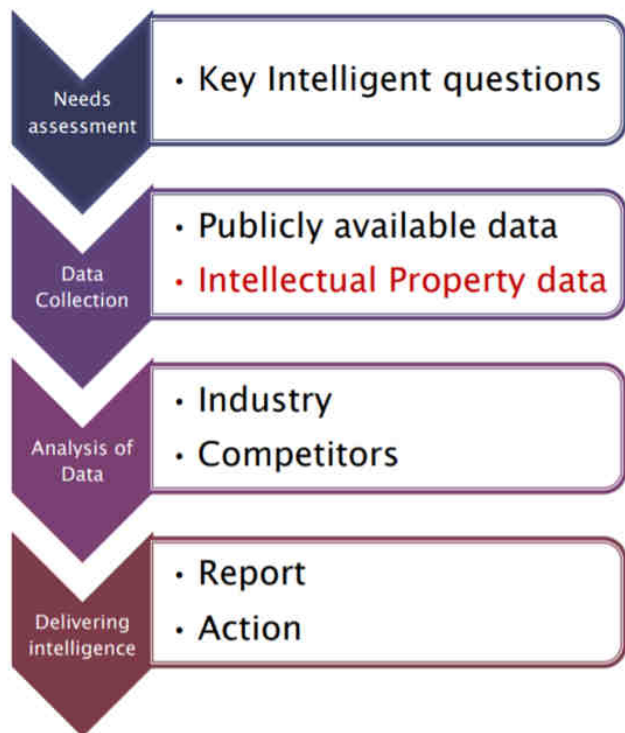 Needs
assessment
• Key Intelligent questions
Data
Collection
• Publicly available data
• Intellectual Property data
Analysis of
Data
• Industry
• Competitors
Delivering
intelligence
• Report
• Action